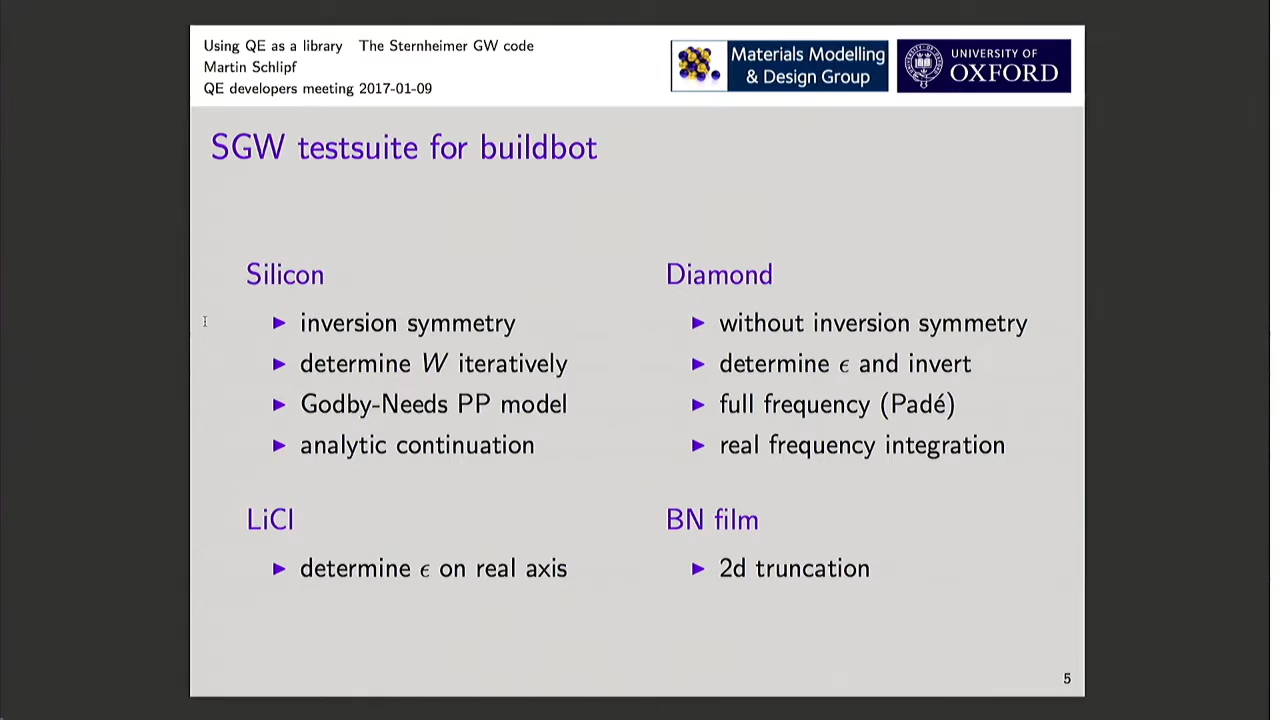 Using QE as a library The Sternheimer GW code
Martin Schlipf
QE developers meeting 2017-01-09
Materials Modelling
& Design Group
UNIVERSITY OF
OXFORD
SGW testsuite for buildbot
Silicon
▶ inversion symmetry
▶ determine W iteratively
▶ Godby-Needs PP model
▶ analytic continuation
Diamond
▶ without inversion symmetry
▶ determine ϵ and invert
▶ full frequency (Padé)
▶ real frequency integration
LiCl
▶ determine ϵ on real axis
BN film
▶ 2d truncation
5